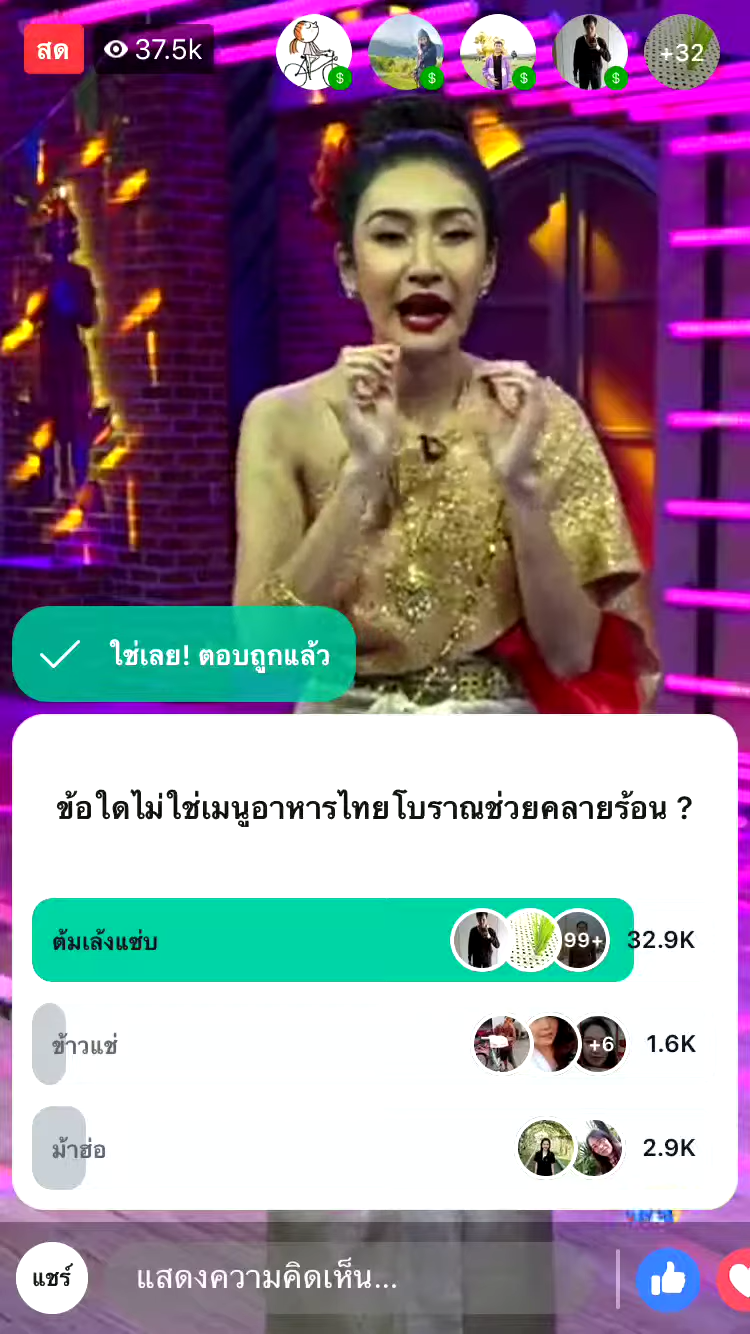 สด
37.5k
$
$
$
$
+32
ใช่เลย! ตอบถูกแล้ว
ข้อใดไม่ใช่เมนูอาหารไทยโบราณช่วยคลายร้อน ?
ต้มเล้งแซ่บ
99+
32.9K
ข้าวแช่
+6
1.6K
ม้าฮ่อ
2.9K
แชร์
แสดงความคิดเห็น...